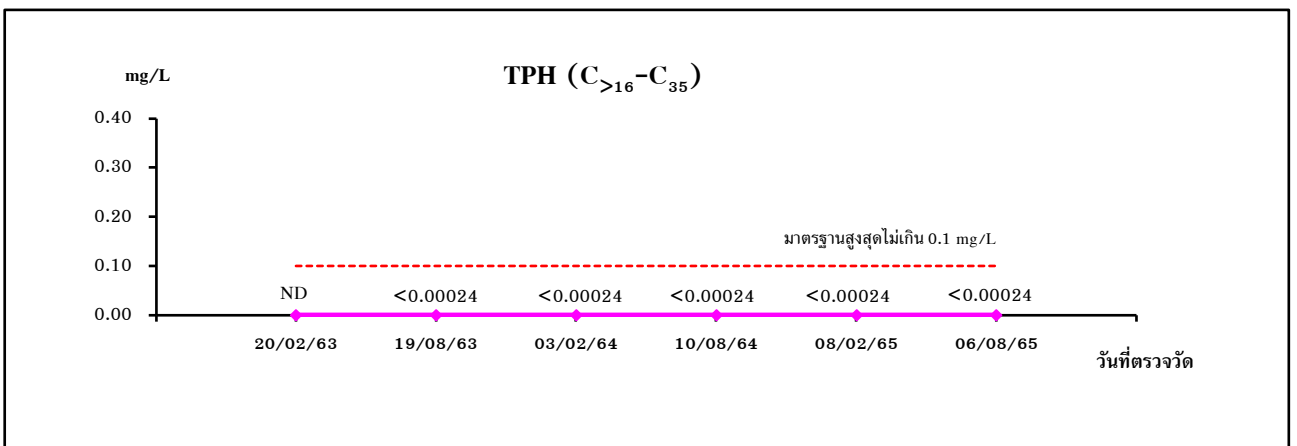 TPH (C>16-C35)
mg/L
0.40
0.30
0.20
มาตรฐานสูงสุดไม่เกิน 0.1 mg/L
0.10
ND <0.00024 <0.00024 <0.00024 <0.00024 <0.00024
0.00
20/02/63 19/08/63 03/02/64 10/08/64 08/02/65 06/08/65
วันที่ตรวจวัด